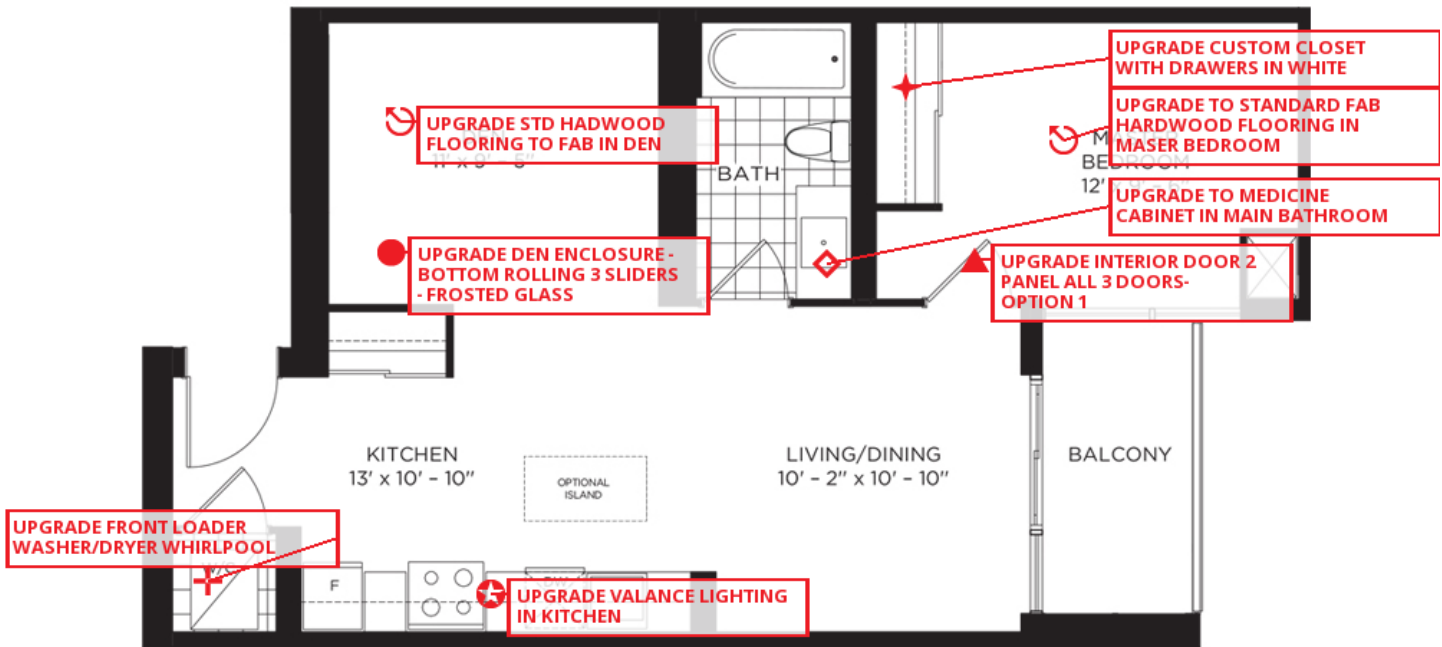 UPGRADE CUSTOM CLOSET
WITH DRAWERS IN WHITE
UPGRADE STD HADWOOD
FLOORING TO FAB IN DEN
11' x 9' - 5"
BATH
UPGRADE TO STANDARD FAB
HARDWOOD FLOORING IN
MASER BEDROOM
BEDROOM
12'
UPGRADE TO MEDICINE
CABINET IN MAIN BATHROOM
UPGRADE DEN ENCLOSURE -
BOTTOM ROLLING 3 SLIDERS
- FROSTED GLASS
UPGRADE INTERIOR DOOR 2
PANEL ALL 3 DOORS-
OPTION 1
KITCHEN
13' x 10' - 10"
OPTIONAL
ISLAND
LIVING/DINING
10' - 2" x 10' - 10"
BALCONY
UPGRADE FRONT LOADER
WASHER/DRYER WHIRLPOOL
F
DW
UPGRADE VALANCE LIGHTING
IN KITCHEN